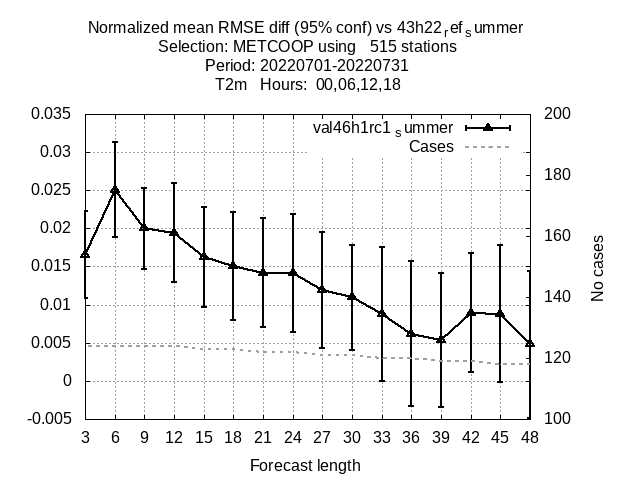 Normalized mean RMSE diff (95% conf) vs 43h22ᵣefₛummer
Selection: METCOOP using   515 stations
Period: 20220701-20220731
T2m   Hours:  00,06,12,18
val46h1rc1ₛummer
Cases
0.035
0.03
0.025
0.02
0.015
0.01
0.005
0
-0.005
200
180
160
140
120
100
No cases
3 6 9 12 15 18 21 24 27 30 33 36 39 42 45 48
Forecast length